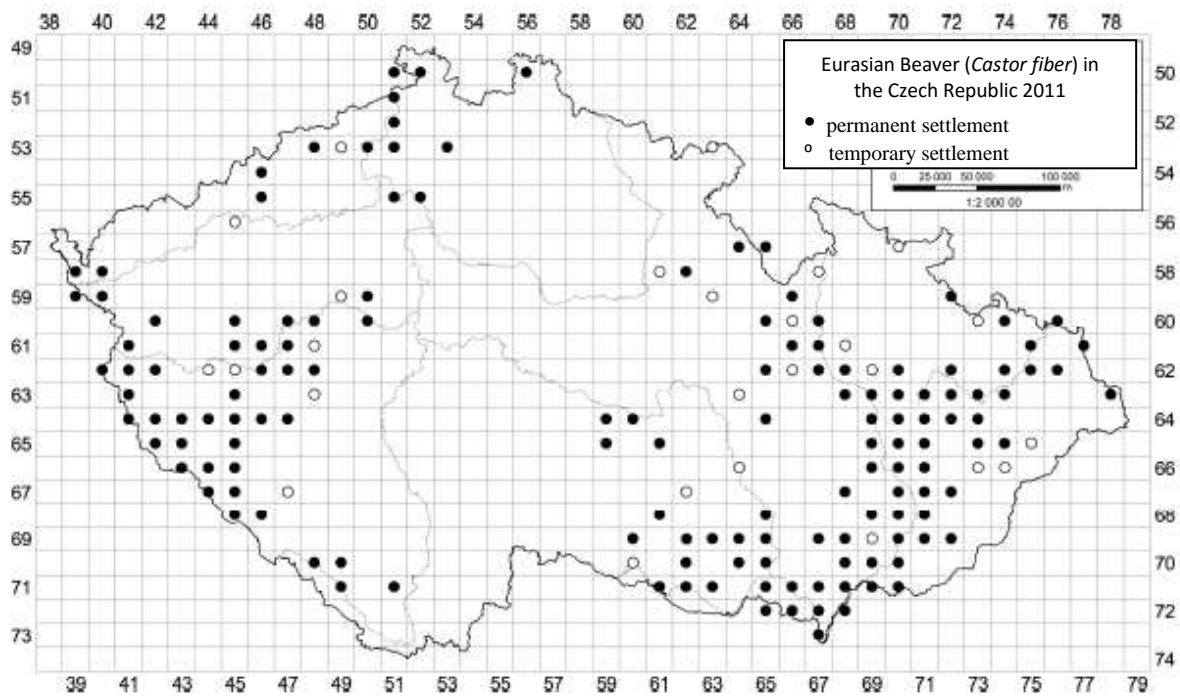 38 40 42 44 46 48 50 52 54 56 58 60 62 64 66 68 70 72 74 76 78
49
50
51
52
53
54
55
56
57
58
59
60
61
62
63
64
65
66
67
68
69
70
71
72
73
74
39 41 43 45 47 49 51 53 55 57 59 61 63 65 67 69 71 73 75 77 79
Eurasian Beaver (Castor fiber) in
the Czech Republic 2011
● permanent settlement
o temporary settlement
0 25 000 50 000 100 000
m
1:2 000 00